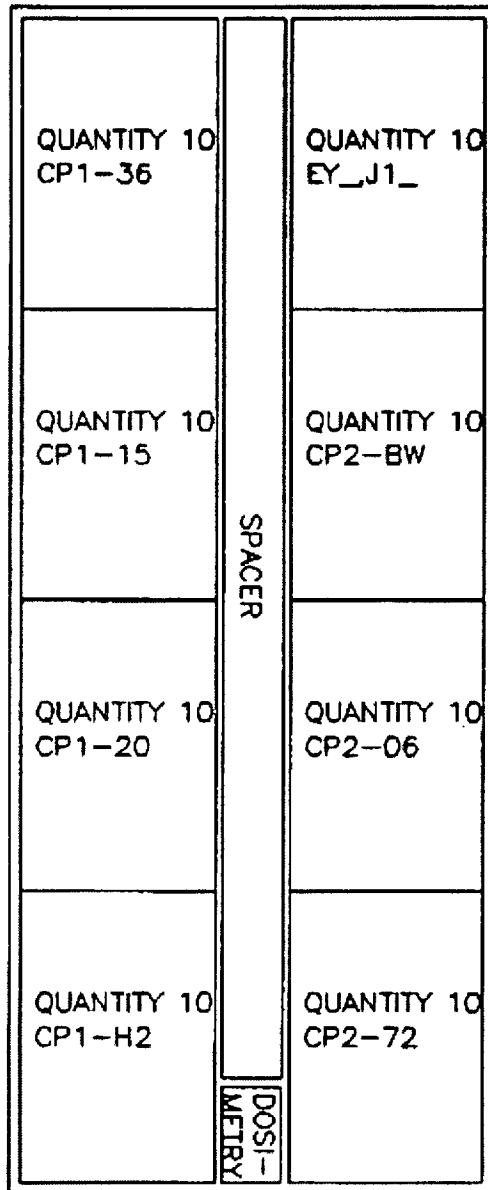 QUANTITY 10
CP1-36
QUANTITY 10
EY_J1_
QUANTITY 10
CP1-15
QUANTITY 10
CP2-BW
SPACER
QUANTITY 10
CP1-20
QUANTITY 10
CP2-06
QUANTITY 10
CP1-H2
QUANTITY 10
CP2-72
DOSI-
METRY